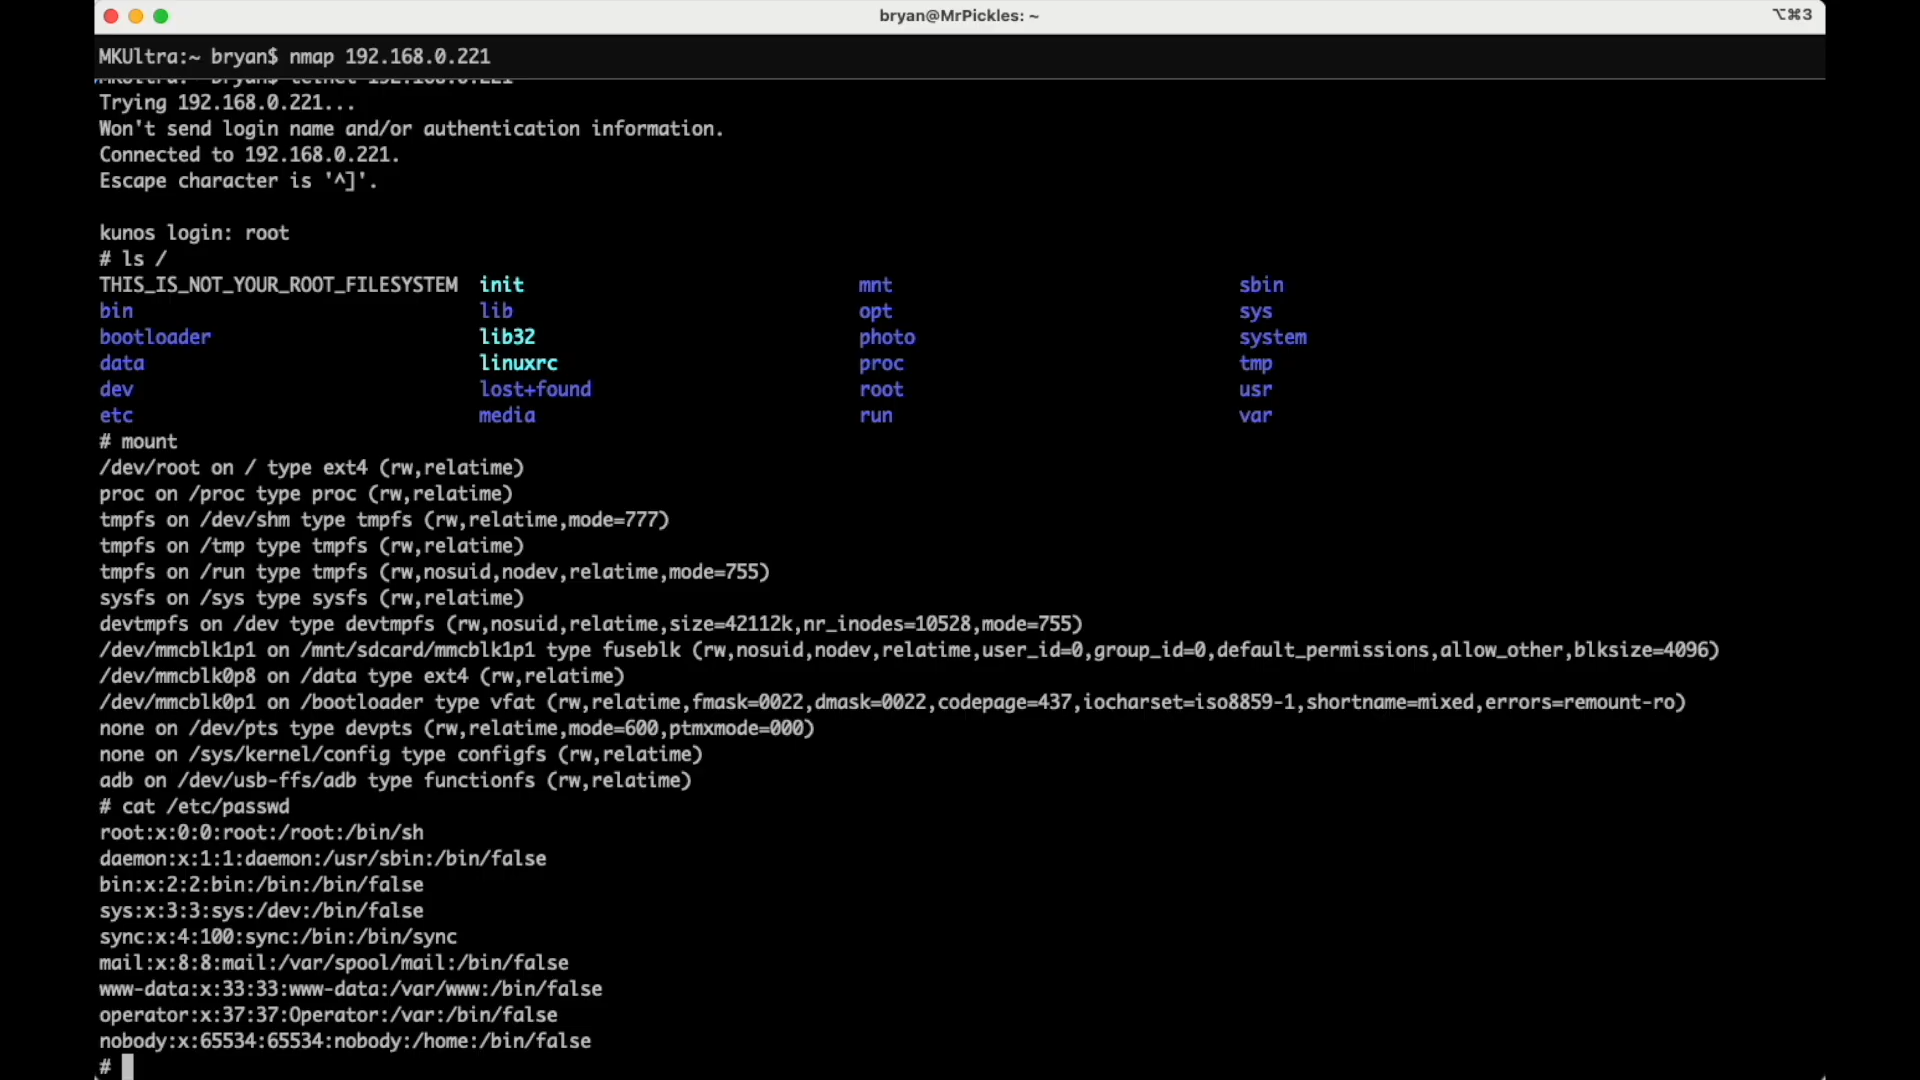 bryan@MrPickles: ~
⌥⌘3
MKUltra:~ bryan$ nmap 192.168.0.221
MKUltra:~ bryan$ telnet 192.168.0.221
Trying 192.168.0.221...
Won't send login name and/or authentication information.
Connected to 192.168.0.221.
Escape character is '^]'.
kunos login: root
# ls /
THIS_IS_NOT_YOUR_ROOT_FILESYSTEM init mnt sbin
bin lib opt sys
bootloader lib32 photo system
data linuxrc proc tmp
dev lost+found root usr
etc media run var
# mount
/dev/root on / type ext4 (rw,relatime)
proc on /proc type proc (rw,relatime)
tmpfs on /dev/shm type tmpfs (rw,relatime,mode=777)
tmpfs on /tmp type tmpfs (rw,relatime)
tmpfs on /run type tmpfs (rw,nosuid,nodev,relatime,mode=755)
sysfs on /sys type sysfs (rw,relatime)
devtmpfs on /dev type devtmpfs (rw,nosuid,relatime,size=42112k,nr_inodes=10528,mode=755)
/dev/mmcblk1p1 on /mnt/sdcard/mmcblk1p1 type fuseblk (rw,nosuid,nodev,relatime,user_id=0,group_id=0,default_permissions,allow_other,blksize=4096)
/dev/mmcblk0p8 on /data type ext4 (rw,relatime)
/dev/mmcblk0p1 on /bootloader type vfat (rw,relatime,fmask=0022,dmask=0022,codepage=437,iocharset=iso8859-1,shortname=mixed,errors=remount-ro)
none on /dev/pts type devpts (rw,relatime,mode=600,ptmxmode=000)
none on /sys/kernel/config type configfs (rw,relatime)
adb on /dev/usb-ffs/adb type functionfs (rw,relatime)
# cat /etc/passwd
root:x:0:0:root:/root:/bin/sh
daemon:x:1:1:daemon:/usr/sbin:/bin/false
bin:x:2:2:bin:/bin:/bin/false
sys:x:3:3:sys:/dev:/bin/false
sync:x:4:100:sync:/bin:/bin/sync
mail:x:8:8:mail:/var/spool/mail:/bin/false
www-data:x:33:33:www-data:/var/www:/bin/false
operator:x:37:37:Operator:/var:/bin/false
nobody:x:65534:65534:nobody:/home:/bin/false
#